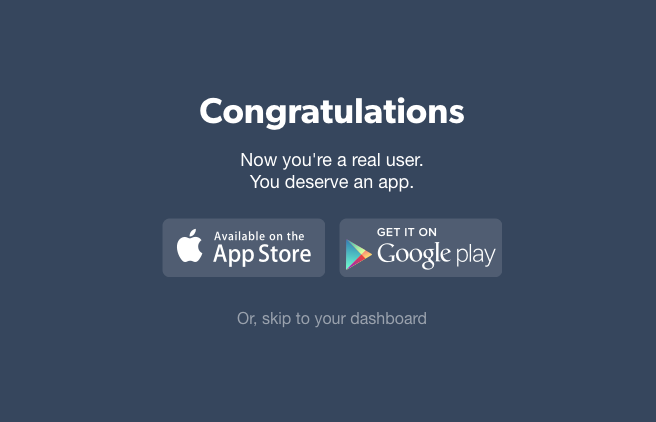 Congratulations
Now you're a real user.
You deserve an app.
Available on the
App Store
GET IT ON
Google play
Or, skip to your dashboard